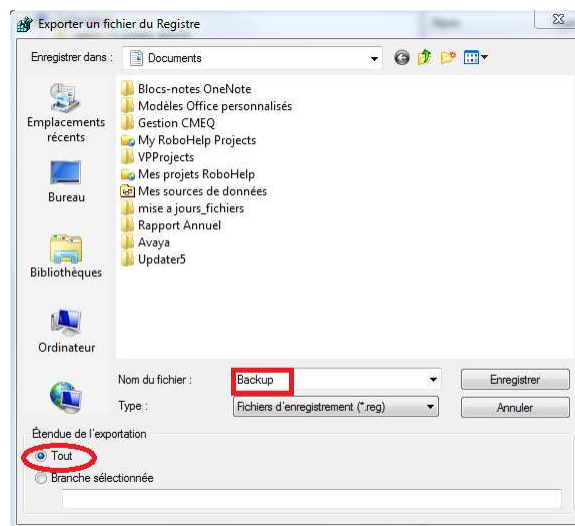 Exporter un fichier du Registre
Enregistrer dans :
Documents
Emplacements
récents
Bureau
Bibliothèques
Ordinateur
Blocs-notes OneNote
Modèles Office personnalisés
Gestion CMEQ
My RoboHelp Projects
VPProjects
Mes projets RoboHelp
Mes sources de données
mise a jours_fichiers
Rapport Annuel
Avaya
Updater5
Nom du fichier :
Backup
Enregistrer
Type :
Fichiers d'enregistrement (*.reg)
Annuler
Étendue de l'exportation
Tout
Branche sélectionnée